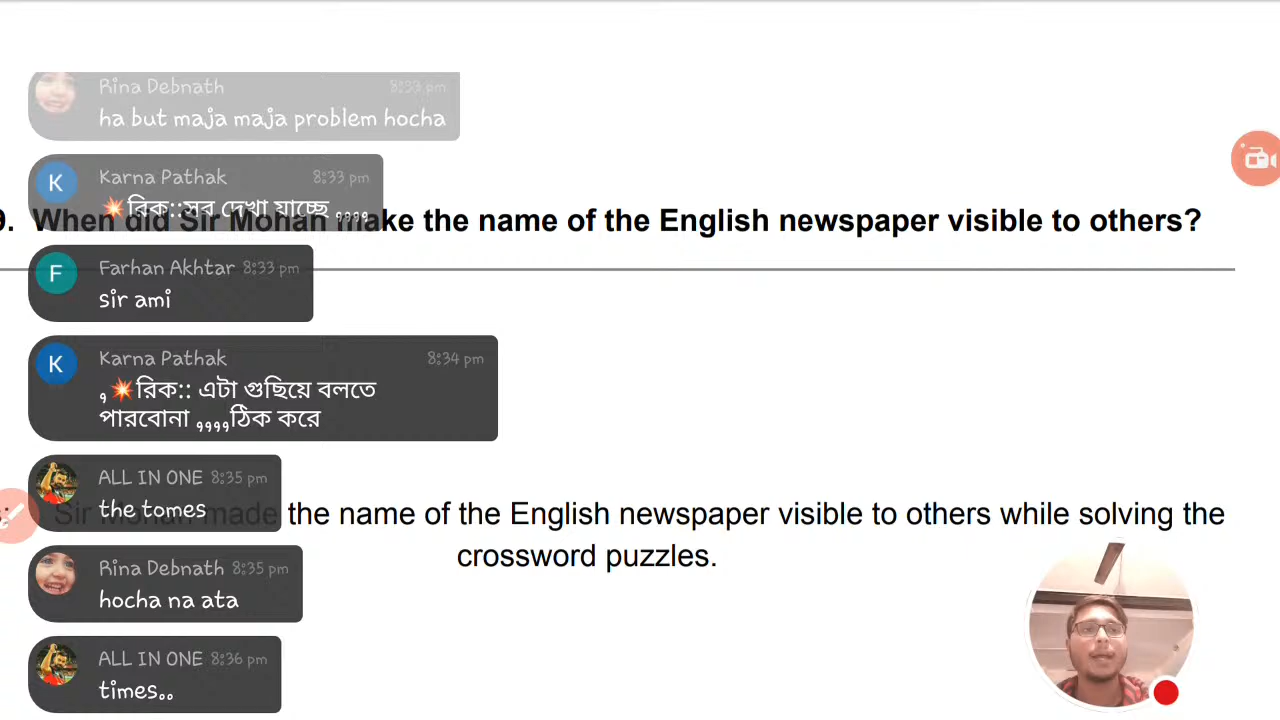 Rina Debnath 8:33 pm
ha but maja maja problem hocha
Karna Pathak 8:33 pm
💥রিক::সব দেখা যাচ্ছে ,,,,
9. When did Sir Mohan make the name of the English newspaper visible to others?
Farhan Akhtar 8:33 pm
sir ami
Karna Pathak 8:34 pm
,💥রিক:: এটা গুছিয়ে বলতে
পারবোনা ,,,,ঠিক করে
ALL IN ONE 8:35 pm
the tomes
Sir Mohan made the name of the English newspaper visible to others while solving the
crossword puzzles.
Rina Debnath 8:35 pm
hocha na ata
ALL IN ONE 8:36 pm
times..